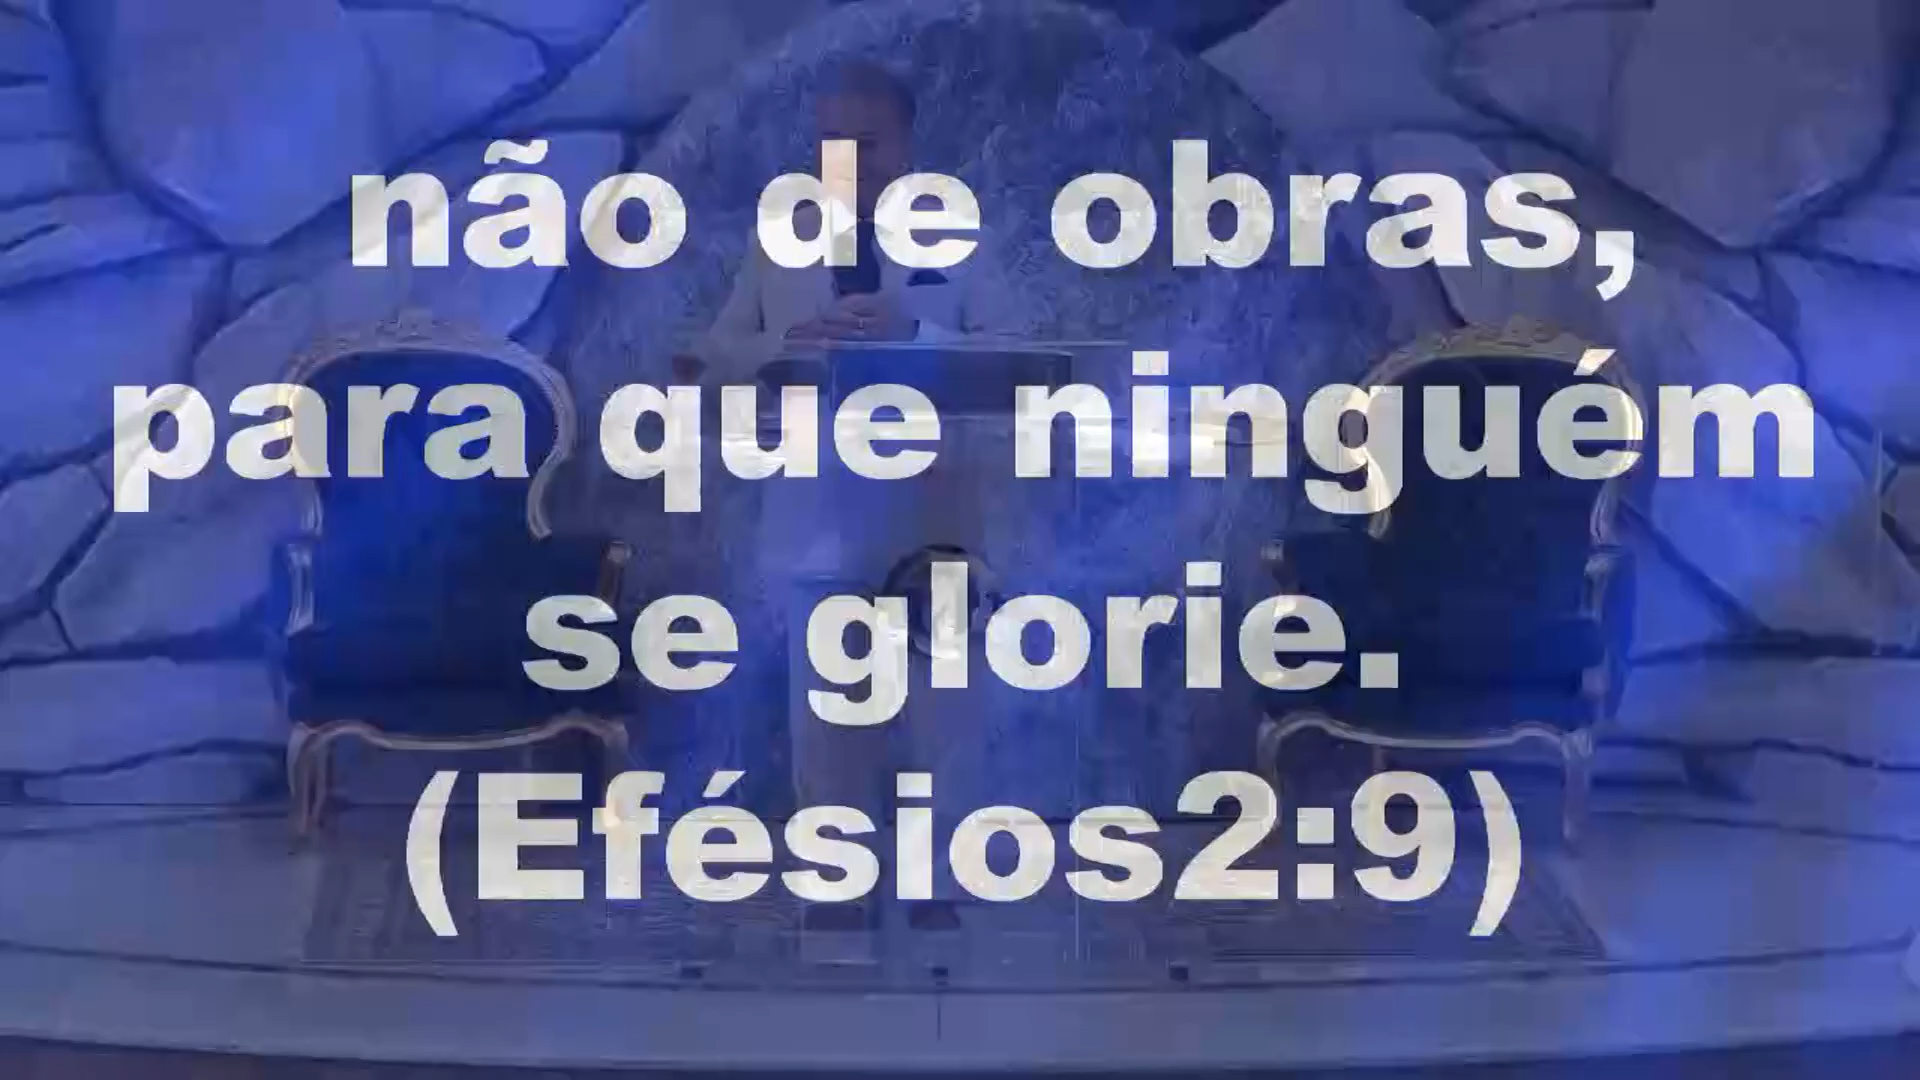 não de obras,
para que ninguém
se glorie.
(Efésios2:9)